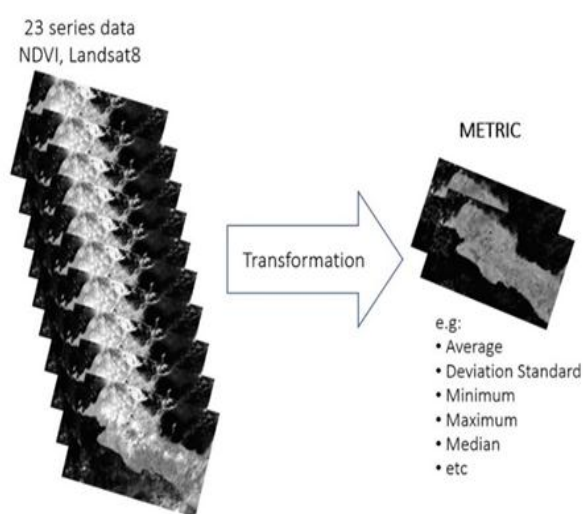 23 series data
NDVI, Landsat8
METRIC
Transformation
e.g:
• Average
• Deviation Standard
• Minimum
• Maximum
• Median
• etc